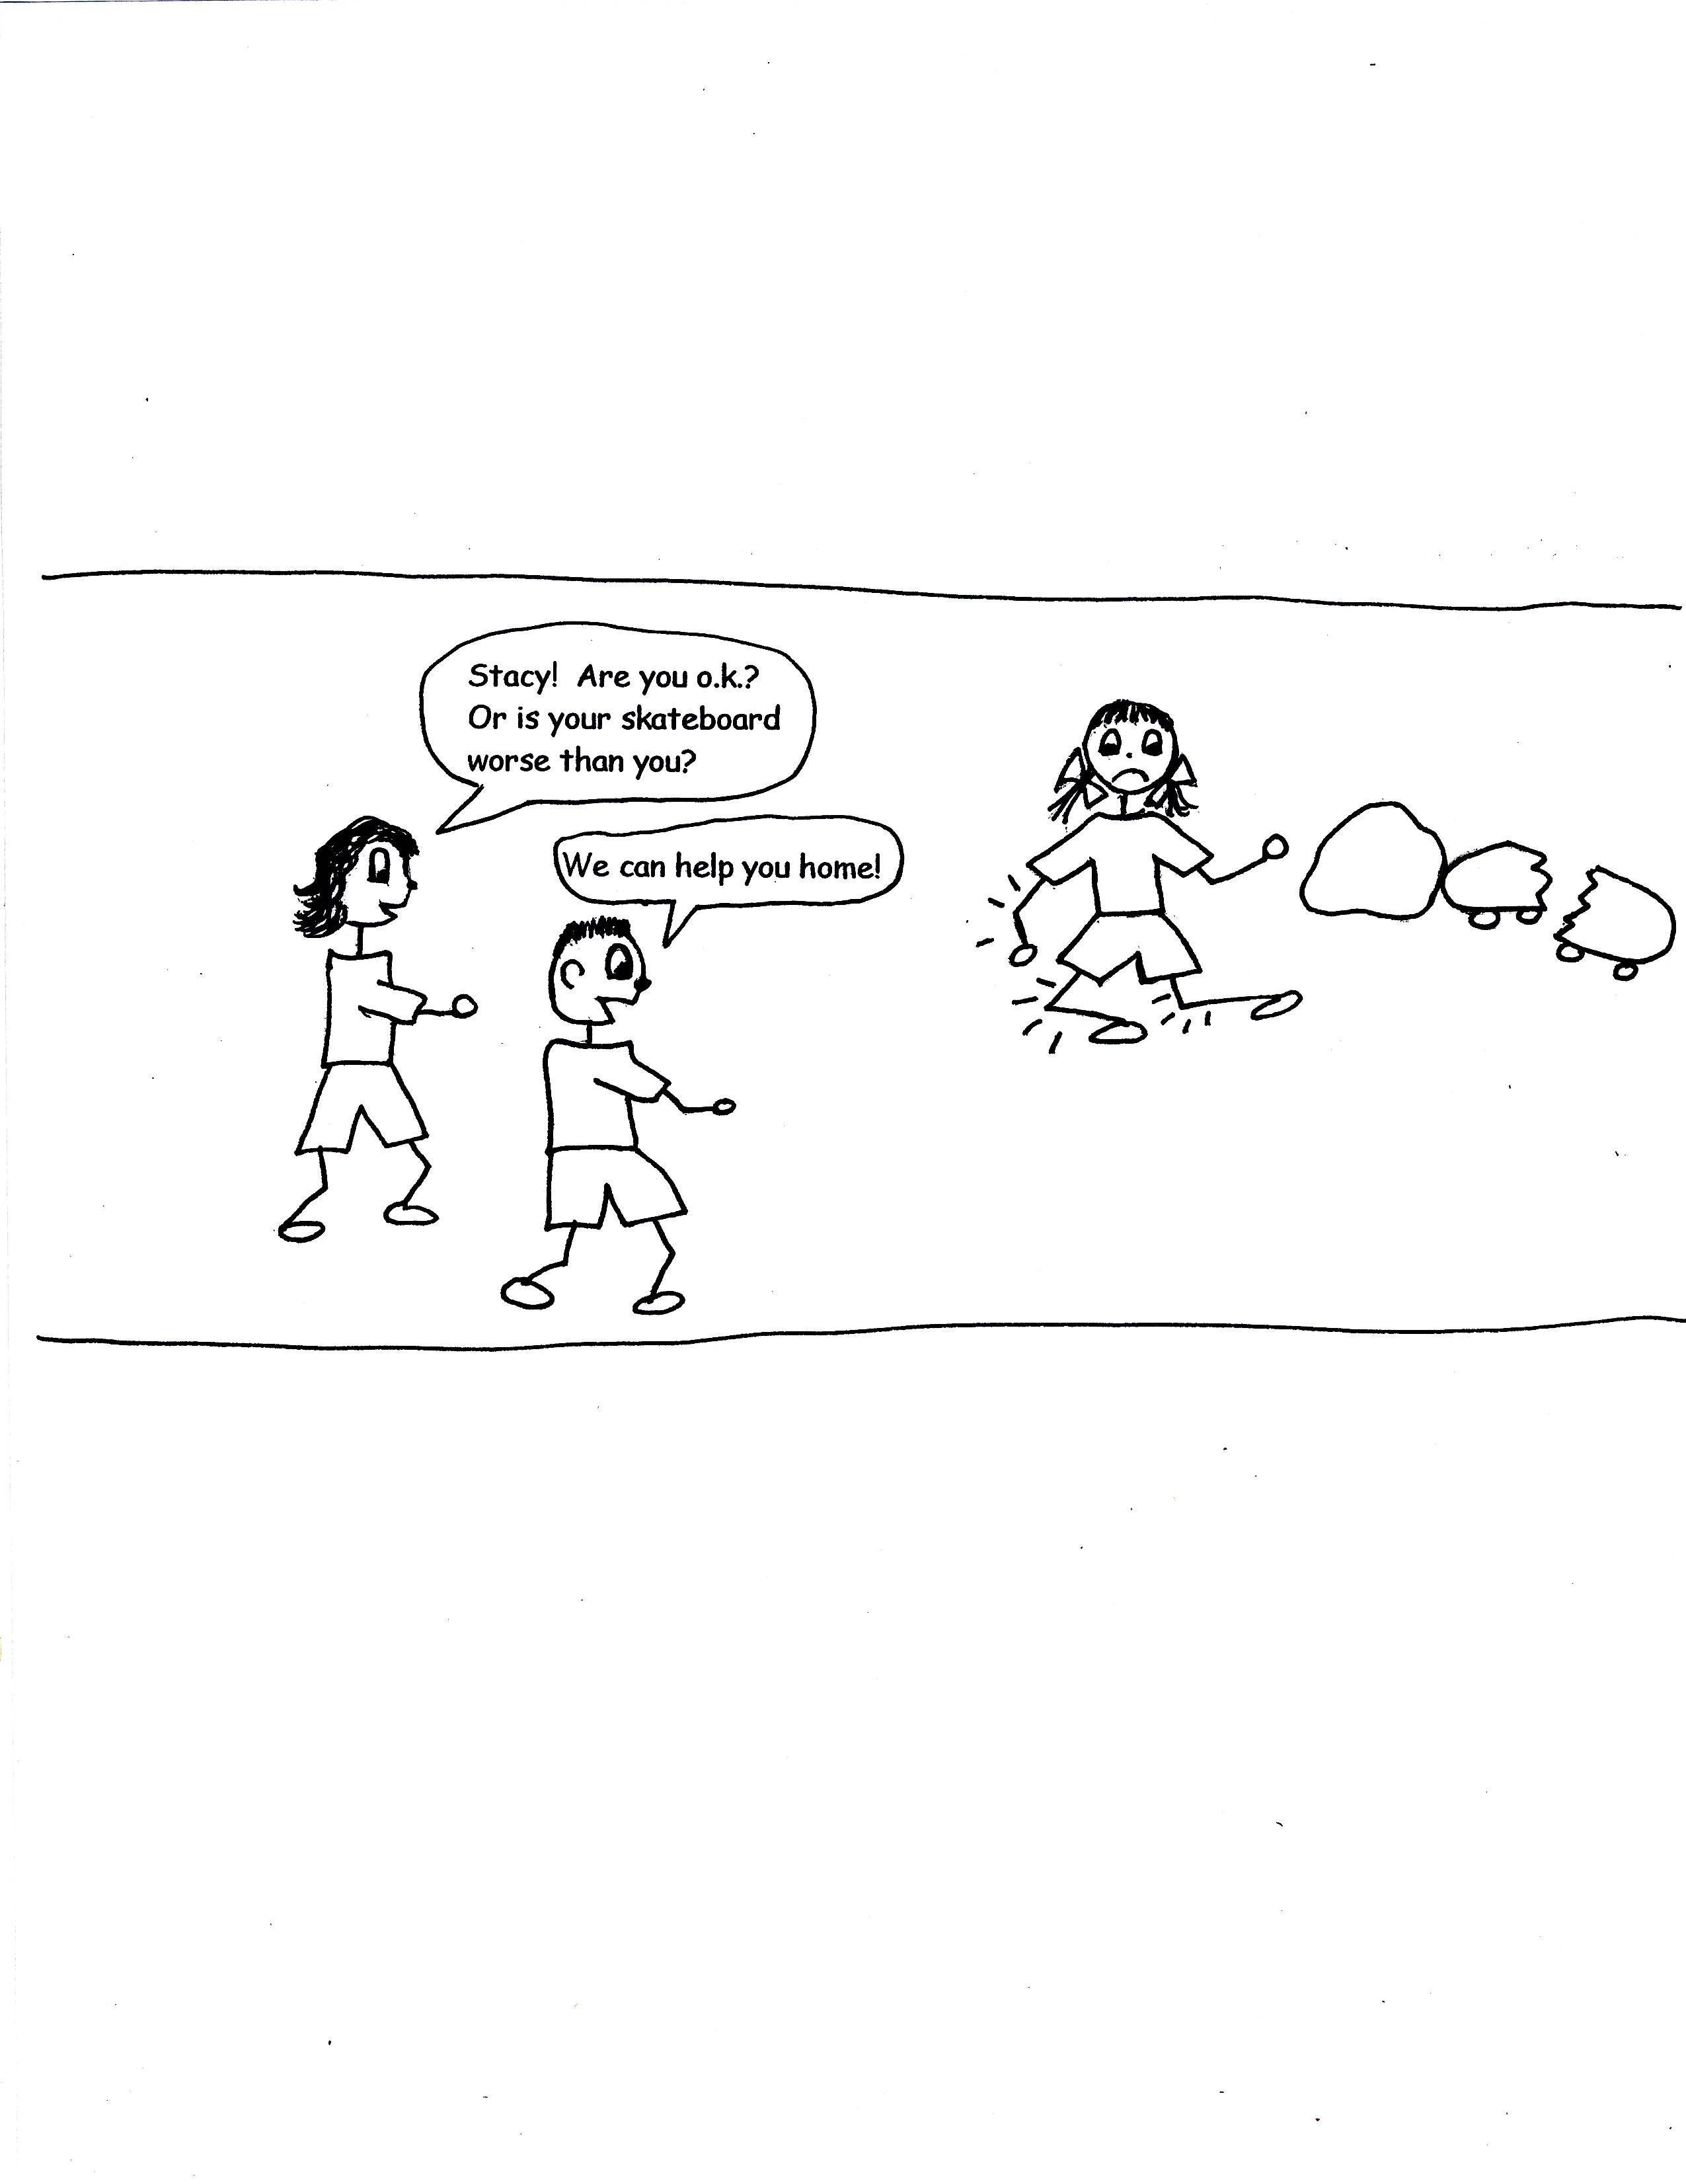 Stacy!  Are you o.k.?
Or is your skateboard
worse than you?
We can help you home!